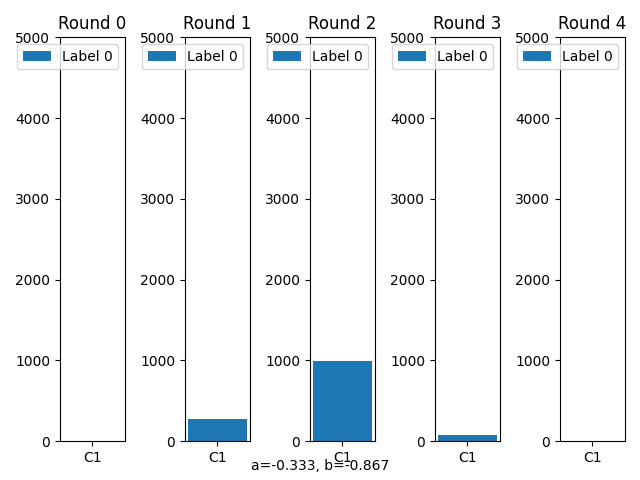 Round 0 Round 1 Round 2 Round 3 Round 4
5000 5000 5000 5000 5000
Label 0 Label 0 Label 0 Label 0 Label 0
4000 4000 4000 4000 4000
3000 3000 3000 3000 3000
2000 2000 2000 2000 2000
1000 1000 1000 1000 1000
0 0 0 0 0
C1 C1 C1 C1 C1
a=-0.333, b=-0.867